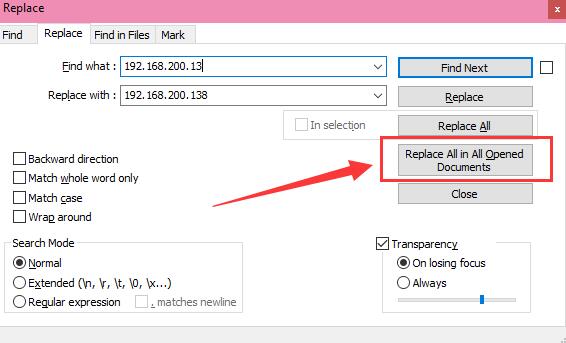 Replace
Find
Replace
Find in Files
Mark
Find what :
192.168.200.13
Find Next
Replace with :
192.168.200.138
Replace
In selection
Replace All
Replace All in All Opened
Documents
Close
Backward direction
Match whole word only
Match case
Wrap around
Search Mode
Normal
Extended (\n, \r, \t, \0, \x...)
Regular expression
. matches newline
Transparency
On losing focus
Always